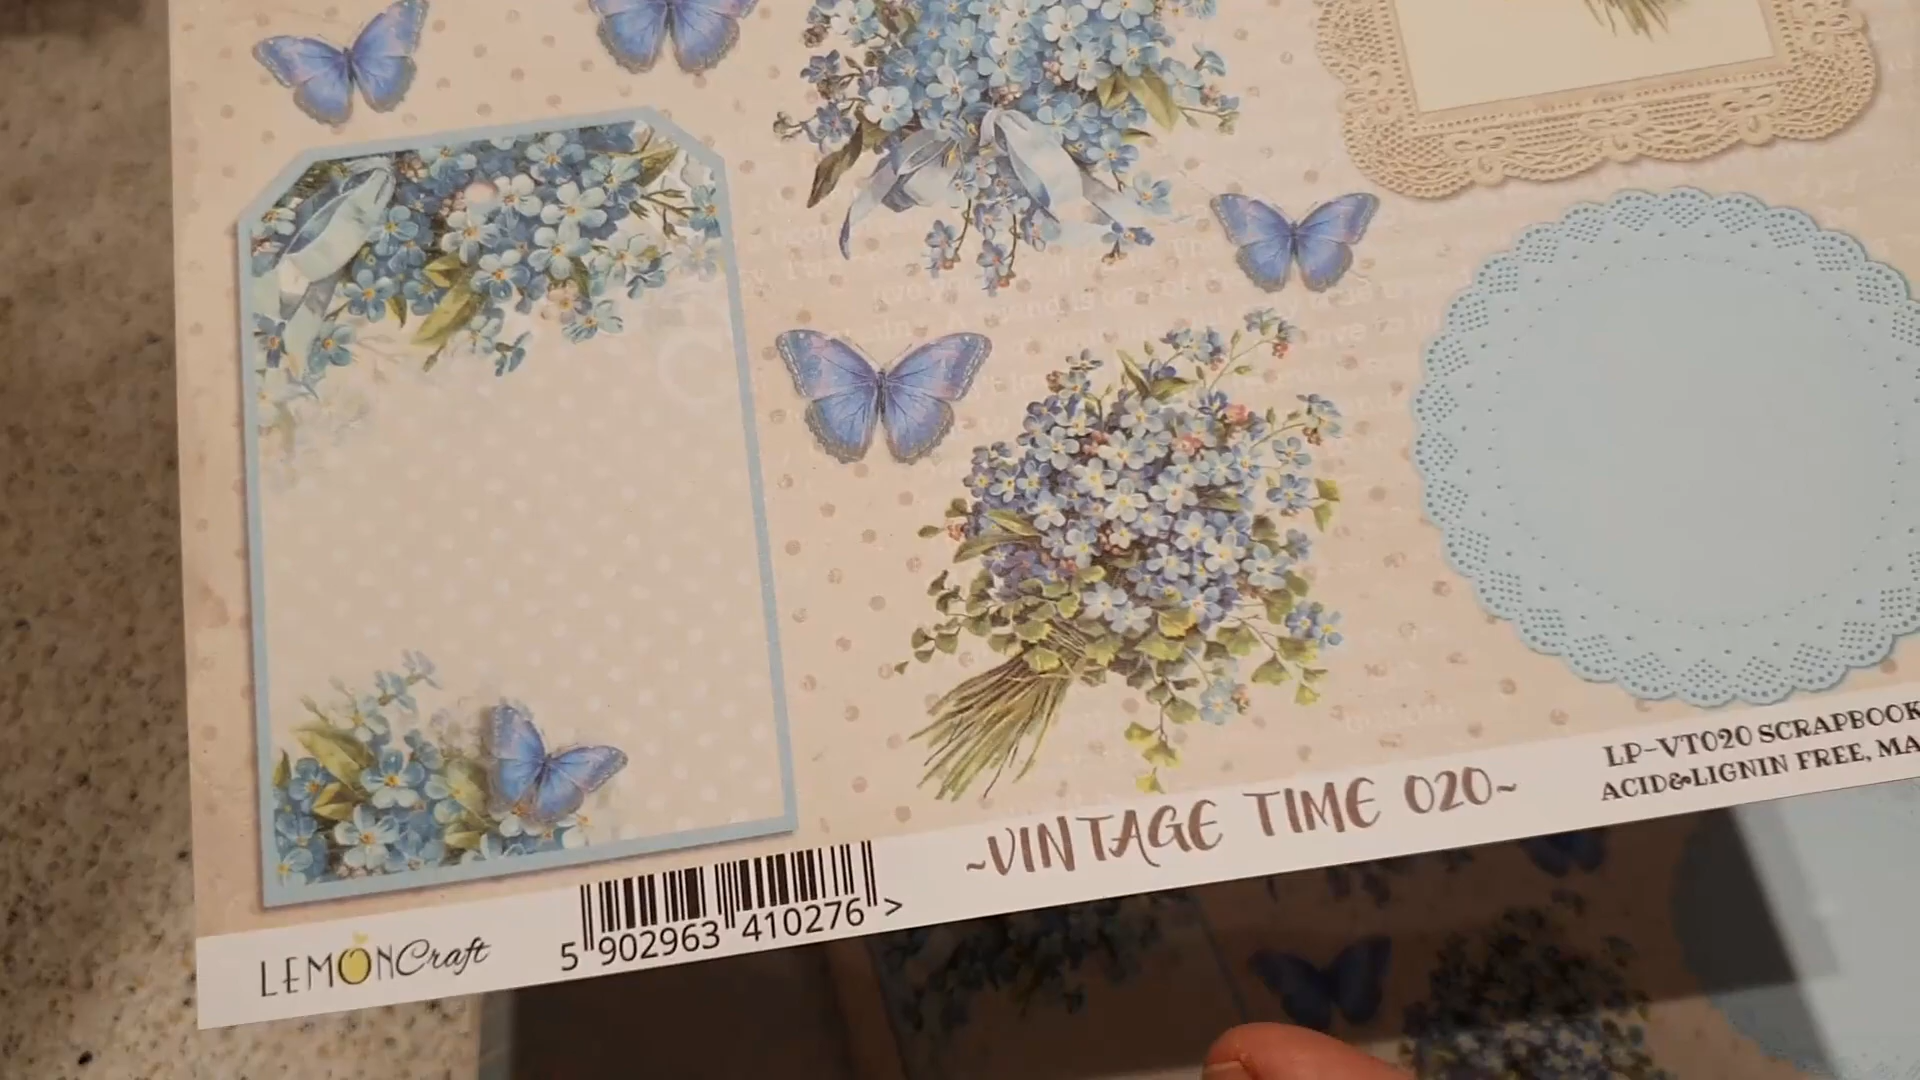 LP-VT020 SCRAPBOOK
ACID&LIGNIN FREE, MA
~VINTAGE TIME 020~
5 902963 410276 >
LEMONCraft